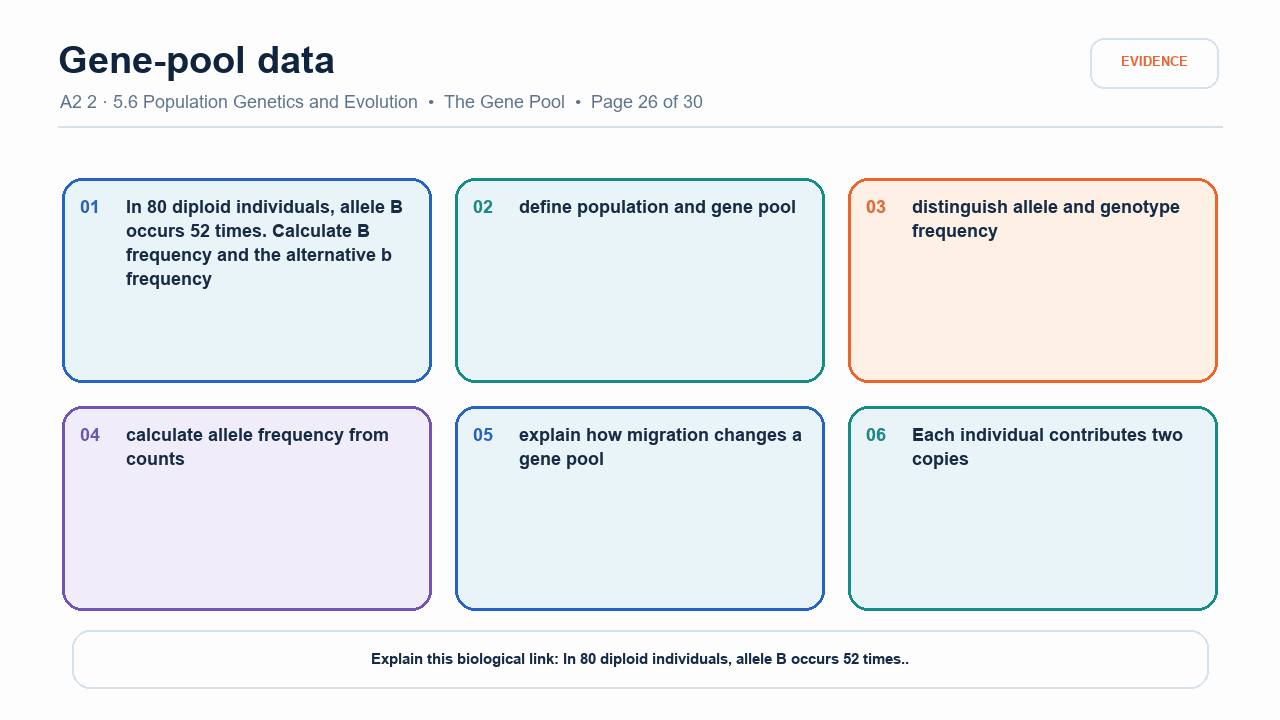 Gene-pool data
EVIDENCE
A2 2 · 5.6 Population Genetics and Evolution • The Gene Pool • Page 26 of 30
01
In 80 diploid individuals, allele B
occurs 52 times. Calculate B
frequency and the alternative b
frequency
02
define population and gene pool
03
distinguish allele and genotype
frequency
04
calculate allele frequency from
counts
05
explain how migration changes a
gene pool
06
Each individual contributes two
copies
Explain this biological link: In 80 diploid individuals, allele B occurs 52 times..